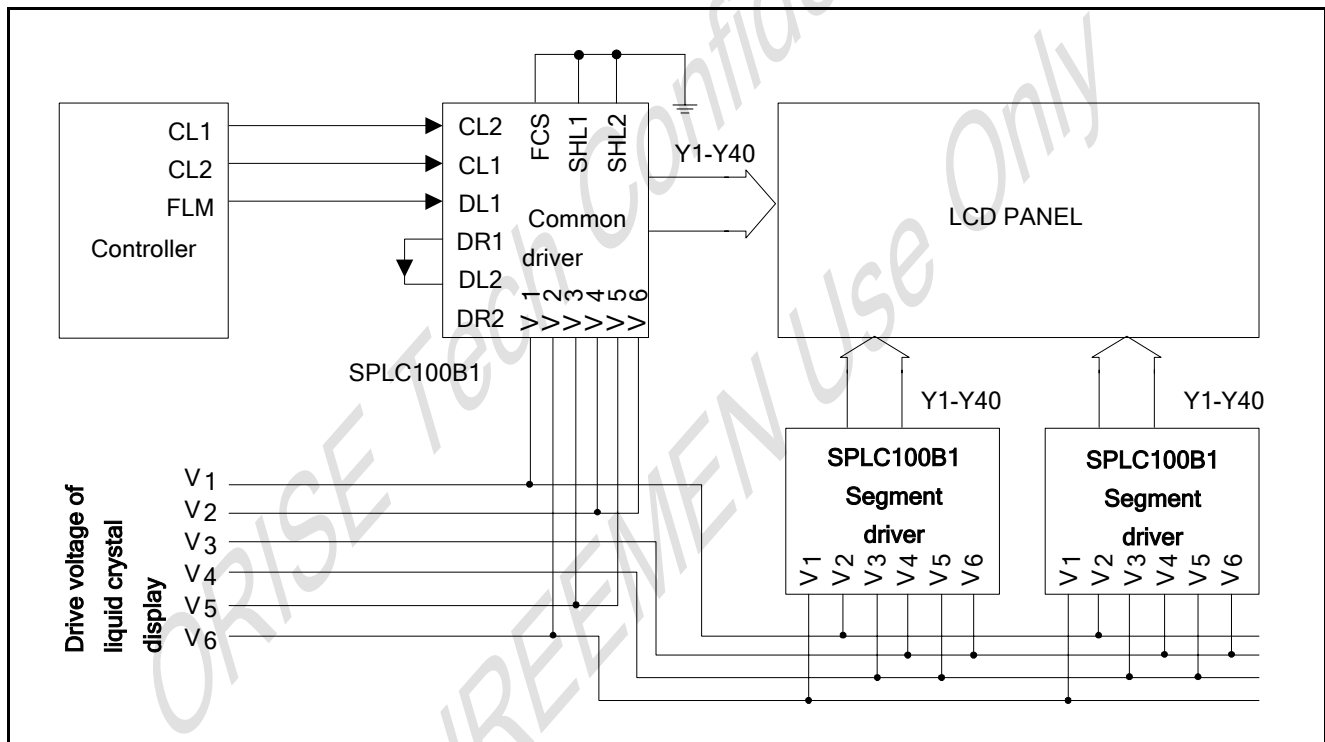 CL1
CL2
FLM
Controller
CL2
CL1
DL1
DR1
DL2
DR2
FCS
SHL1
SHL2
Common
driver
V1
V2
V3
V4
V5
V6
SPLC100B1
Y1-Y40
LCD PANEL
Y1-Y40
Y1-Y40
SPLC100B1
Segment
driver
V1
V2
V3
V4
V5
V6
SPLC100B1
Segment
driver
V1
V2
V3
V4
V5
V6
Drive voltage of
liquid crystal
display
V1
V2
V3
V4
V5
V6
ORISE Tech
Use Only